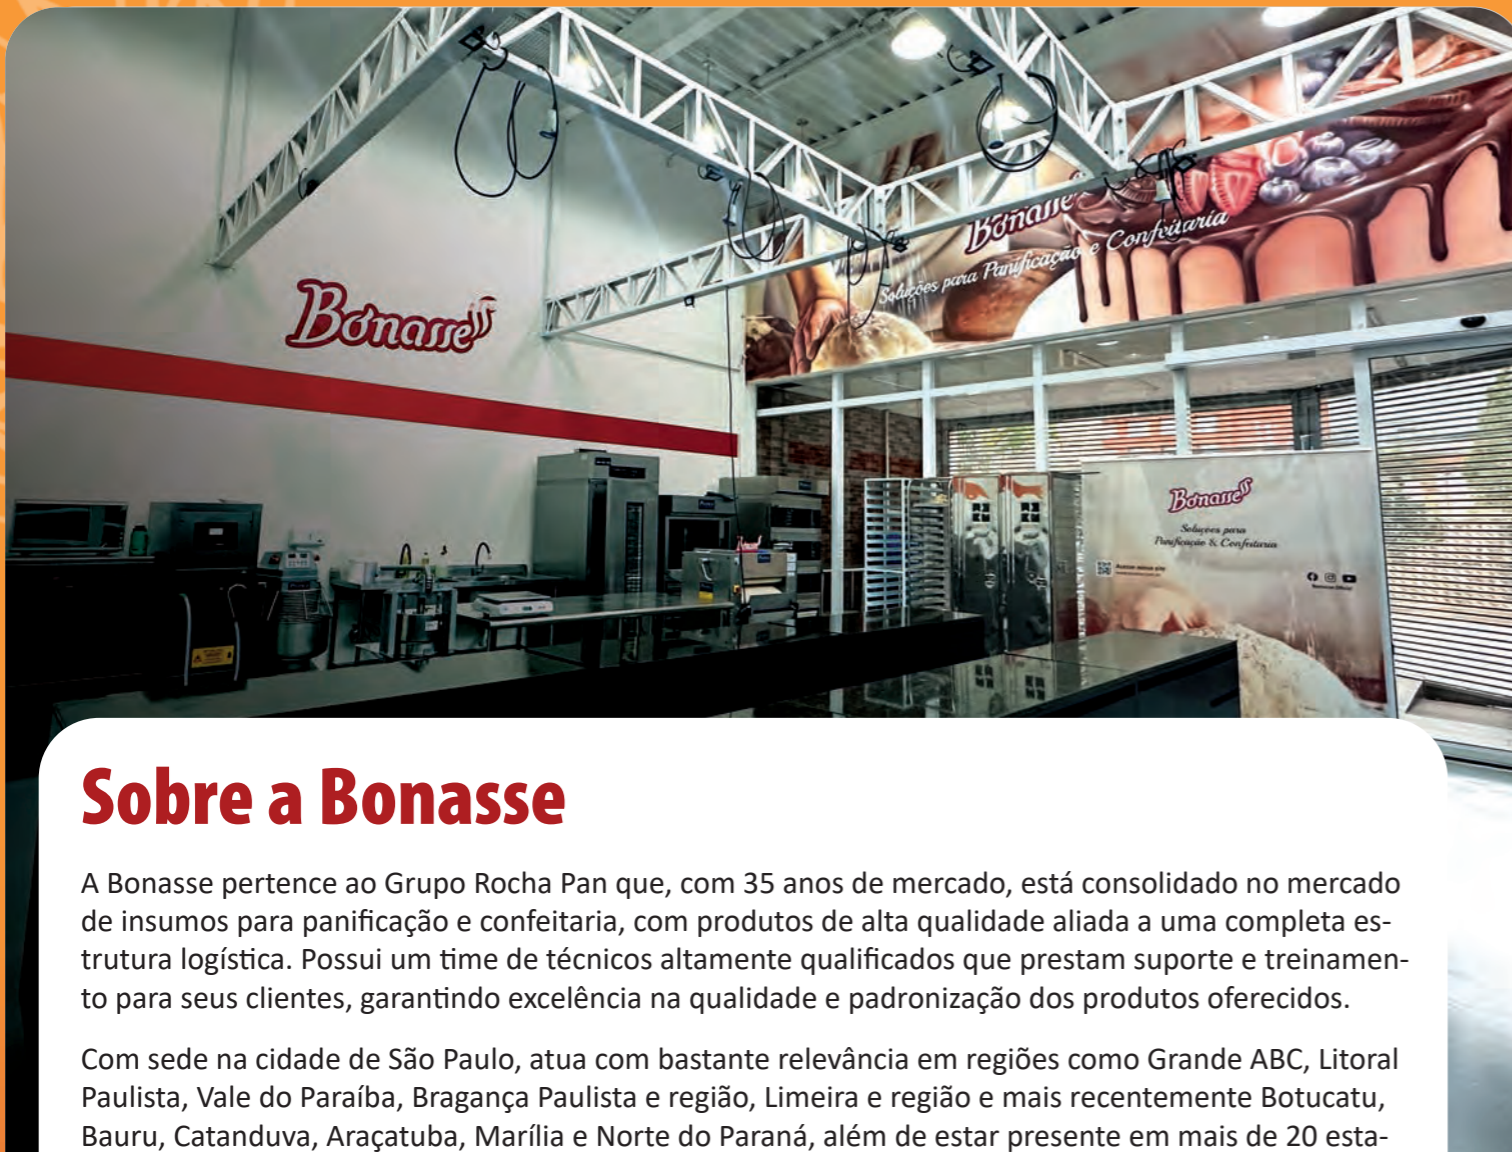 Bonasse
Bonasse
Soluções para Panificação e Confeitaria
Bonasse
Soluções para
Panificação & Confeitaria
Acesse nosso site
Sobre a Bonasse
A Bonasse pertence ao Grupo Rocha Pan que, com 35 anos de mercado, está consolidado no mercado
de insumos para panificação e confeitaria, com produtos de alta qualidade aliada a uma completa es-
trutura logística. Possui um time de técnicos altamente qualificados que prestam suporte e treinamen-
to para seus clientes, garantindo excelência na qualidade e padronização dos produtos oferecidos.
Com sede na cidade de São Paulo, atua com bastante relevância em regiões como Grande ABC, Litoral
Paulista, Vale do Paraíba, Bragança Paulista e região, Limeira e região e mais recentemente Botucatu,
Bauru, Catanduva, Araçatuba, Marília e Norte do Paraná, além de estar presente em mais de 20 esta-